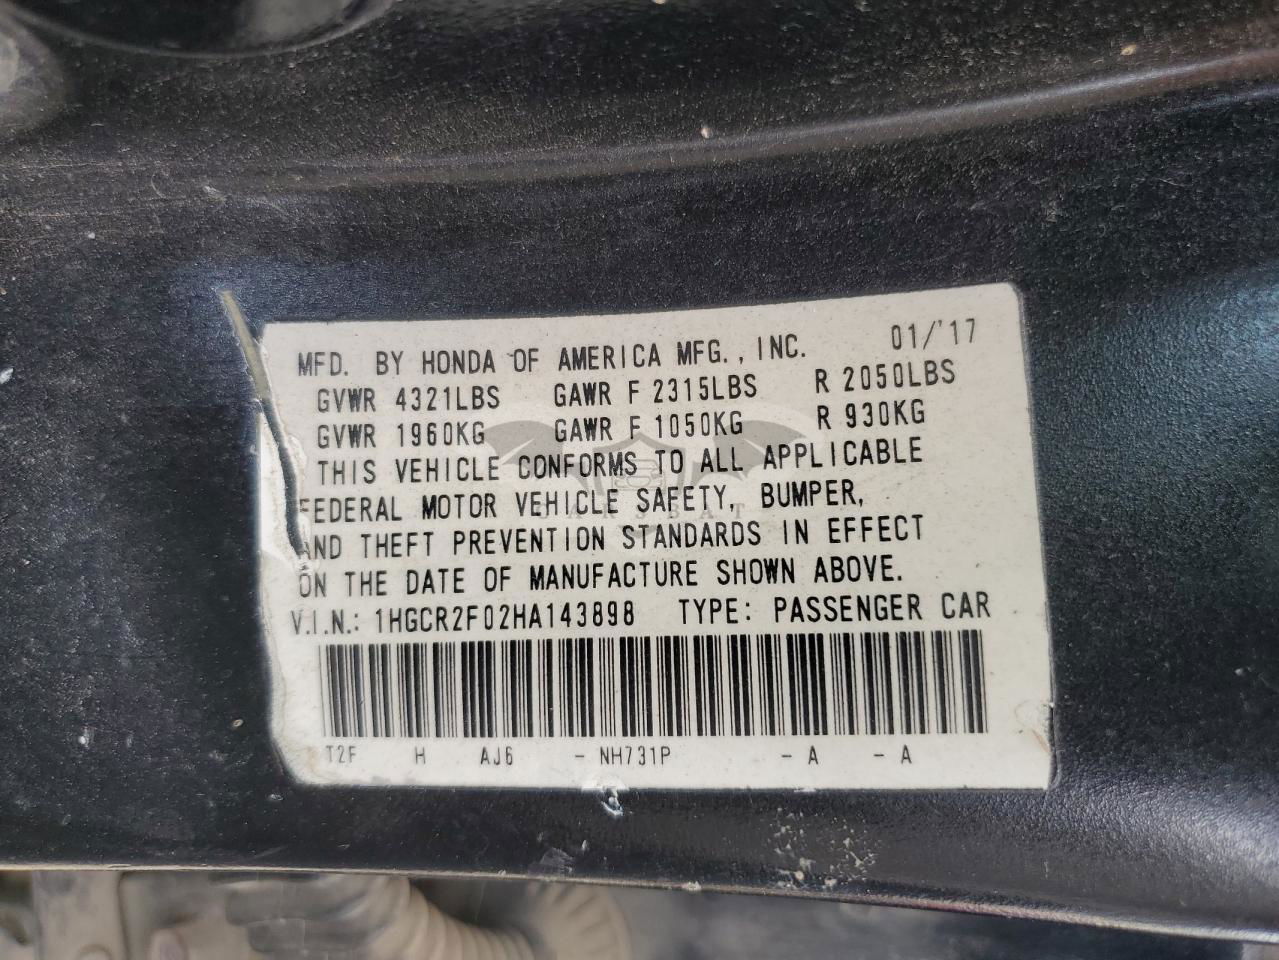 MFD. BY HONDA OF AMERICA MFG., INC. 01/'17
GVWR 4321LBS GAWR F 2315LBS R 2050LBS
GVWR 1960KG GAWR F 1050KG R 930KG
THIS VEHICLE CONFORMS TO ALL APPLICABLE
FEDERAL MOTOR VEHICLE SAFETY, BUMPER,
AND THEFT PREVENTION STANDARDS IN EFFECT
ON THE DATE OF MANUFACTURE SHOWN ABOVE.
V.I.N.: 1HGCR2F02HA143898 TYPE: PASSENGER CAR
T2F H AJ6 - NH731P - A - A
CARSBAT